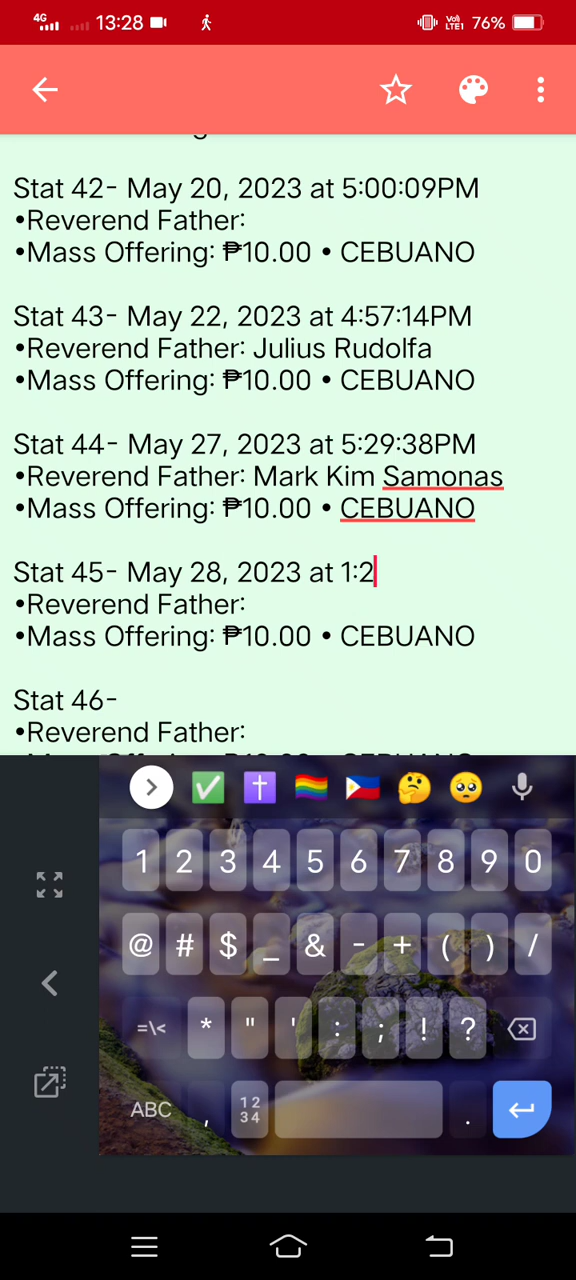 4G 13:28 VoLTE1 76%
Stat 42- May 20, 2023 at 5:00:09PM
•Reverend Father:
•Mass Offering: ₱10.00 • CEBUANO
Stat 43- May 22, 2023 at 4:57:14PM
•Reverend Father: Julius Rudolfa
•Mass Offering: ₱10.00 • CEBUANO
Stat 44- May 27, 2023 at 5:29:38PM
•Reverend Father: Mark Kim Samonas
•Mass Offering: ₱10.00 • CEBUANO
Stat 45- May 28, 2023 at 1:2
•Reverend Father:
•Mass Offering: ₱10.00 • CEBUANO
Stat 46-
•Reverend Father:
1 2 3 4 5 6 7 8 9 0
@ # $ _ & - + ( ) /
=\< * " ' : ; ! ?
ABC , 12 34 .